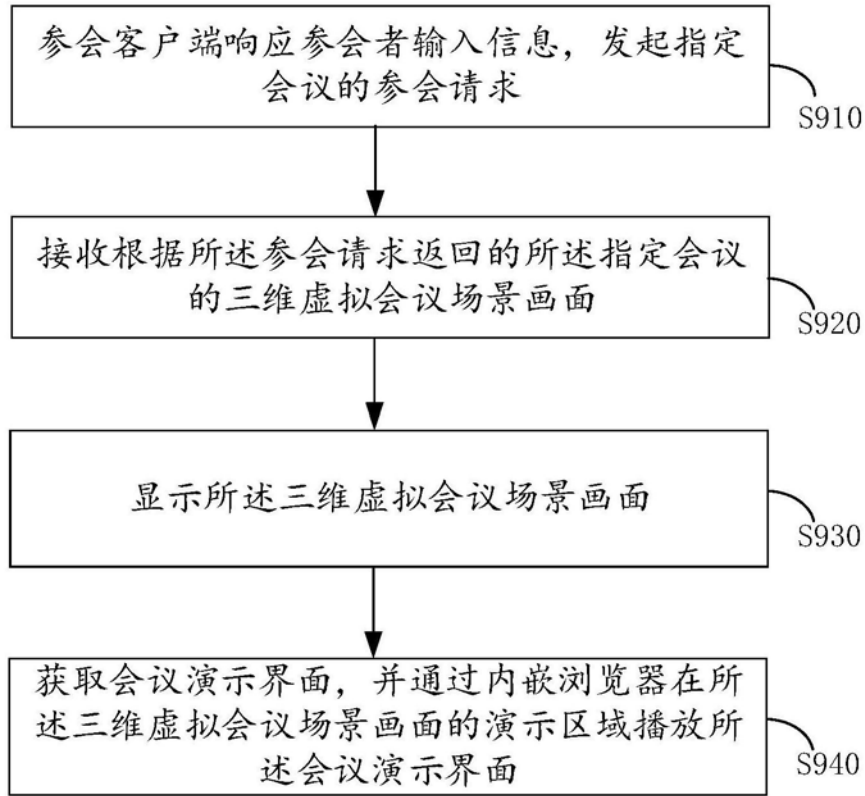 参会客户端响应参会者输入信息，发起指定
会议的参会请求
S910
接收根据所述参会请求返回的所述指定会议
的三维虚拟会议场景画面
S920
显示所述三维虚拟会议场景画面
S930
获取会议演示界面，并通过内嵌浏览器在所
述三维虚拟会议场景画面的演示区域播放所
述会议演示界面
S940